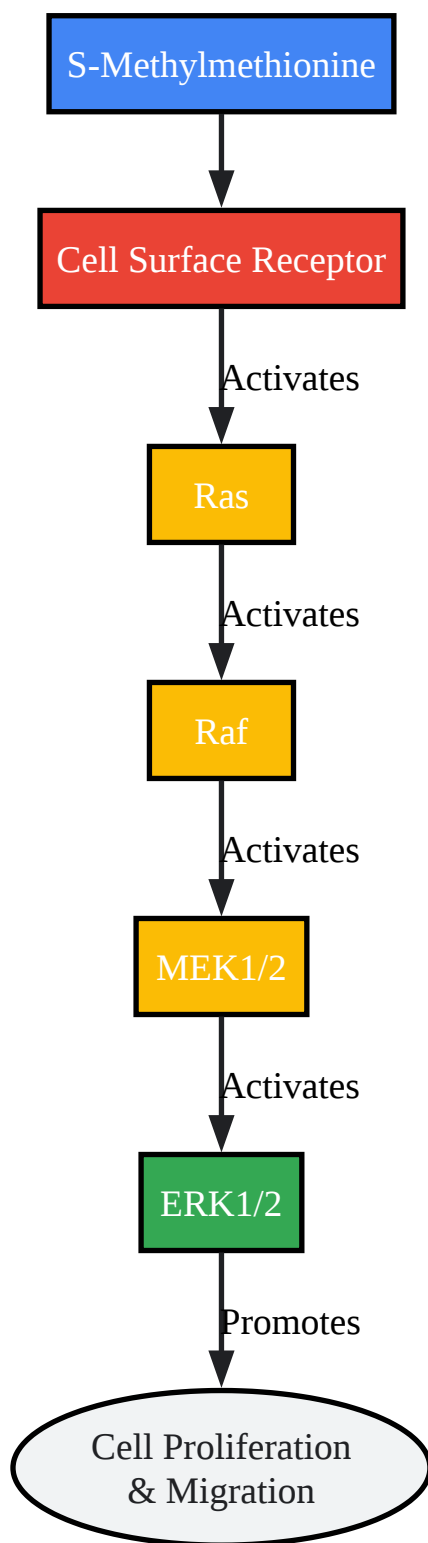 S-Methylmethionine
Cell Surface Receptor
Activates
Ras
Activates
Raf
Activates
MEK1/2
Activates
ERK1/2
Promotes
Cell Proliferation
& Migration